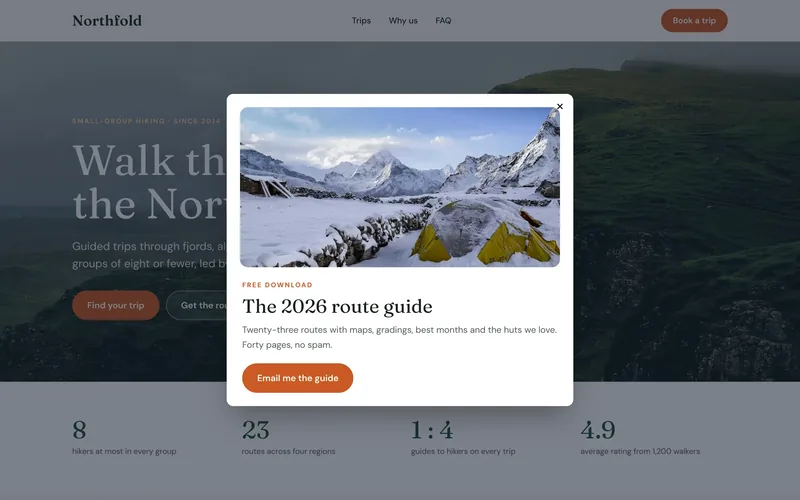 Northfold
Trips
Why us
FAQ
Book a trip
SMALL-GROUP HIKING · SINCE 2014
Walk th
the Nor
Guided trips through fjords, al
groups of eight or fewer, led b
Find your trip
Get the rou
×
FREE DOWNLOAD
The 2026 route guide
Twenty-three routes with maps, gradings, best months and the huts we love.
Forty pages, no spam.
Email me the guide
8
hikers at most in every group
23
routes across four regions
1 : 4
guides to hikers on every trip
4.9
average rating from 1,200 walkers